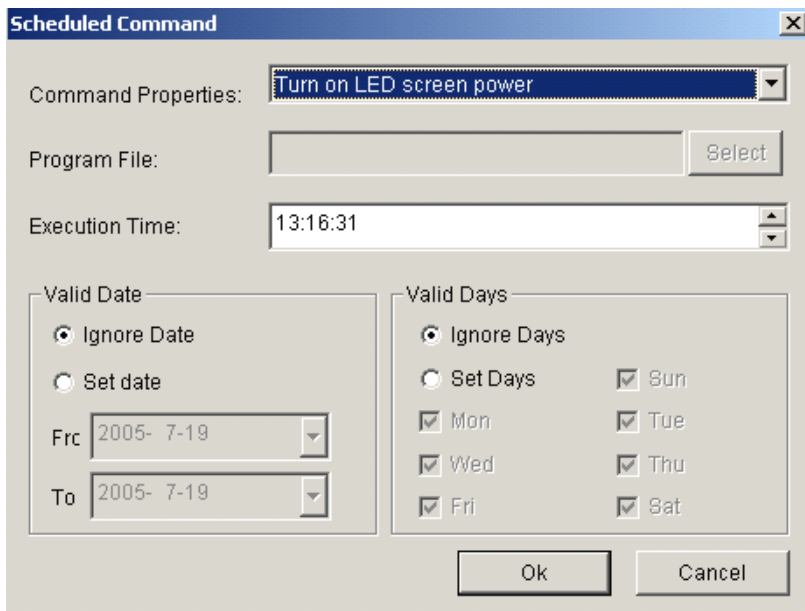 Scheduled Command
Command Properties: Turn on LED screen power
Program File: Select
Execution Time: 13:16:31
Valid Date
Ignore Date
Set date
Frc 2005- 7-19
To 2005- 7-19
Valid Days
Ignore Days
Set Days Sun
Mon Tue
Wed Thu
Fri Sat
Ok Cancel